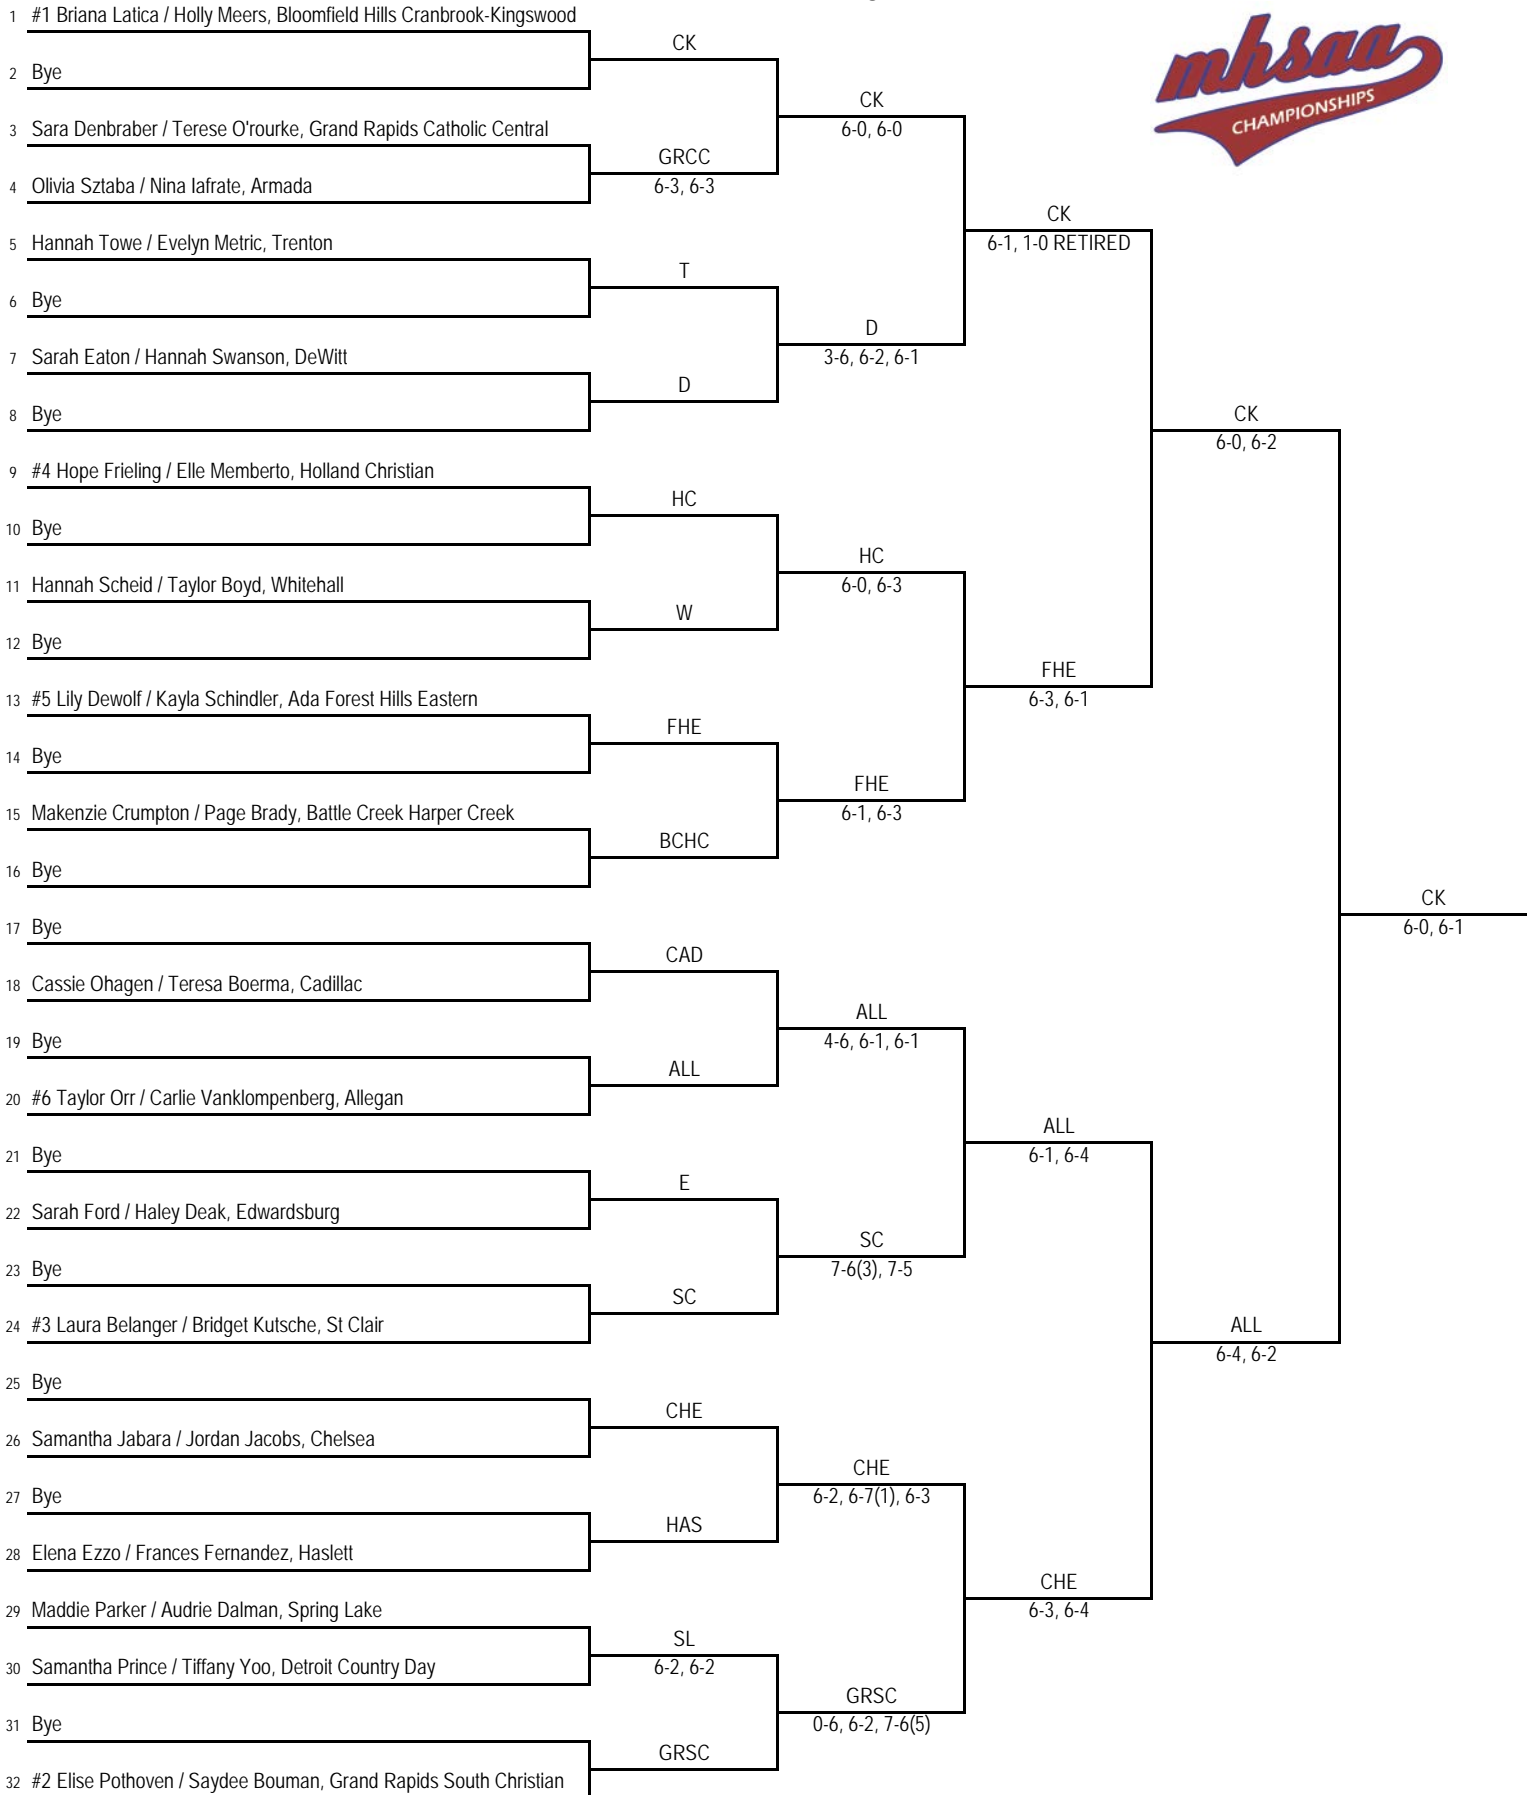 1 #1 Briana Latica / Holly Meers, Bloomfield Hills Cranbrook-Kingswood
CK
2 Bye
CK
6-0, 6-0
3 Sara Denbraber / Terese O'rourke, Grand Rapids Catholic Central
GRCC
6-3, 6-3
4 Olivia Sztaba / Nina Iafrate, Armada
CK
6-1, 1-0 RETIRED
5 Hannah Towe / Evelyn Metric, Trenton
T
6 Bye
D
3-6, 6-2, 6-1
7 Sarah Eaton / Hannah Swanson, DeWitt
D
8 Bye
CK
6-0, 6-2
9 #4 Hope Frieling / Elle Memberto, Holland Christian
HC
10 Bye
HC
6-0, 6-3
11 Hannah Scheid / Taylor Boyd, Whitehall
W
12 Bye
FHE
6-3, 6-1
13 #5 Lily Dewolf / Kayla Schindler, Ada Forest Hills Eastern
FHE
14 Bye
FHE
6-1, 6-3
15 Makenzie Crumpton / Page Brady, Battle Creek Harper Creek
BCHC
16 Bye
CK
6-0, 6-1
17 Bye
CAD
18 Cassie Ohagen / Teresa Boerma, Cadillac
ALL
4-6, 6-1, 6-1
19 Bye
ALL
20 #6 Taylor Orr / Carlie Vanklompenberg, Allegan
ALL
6-1, 6-4
21 Bye
E
22 Sarah Ford / Haley Deak, Edwardsburg
SC
7-6(3), 7-5
23 Bye
SC
24 #3 Laura Belanger / Bridget Kutsche, St Clair
ALL
6-4, 6-2
25 Bye
CHE
26 Samantha Jabara / Jordan Jacobs, Chelsea
CHE
6-2, 6-7(1), 6-3
27 Bye
HAS
28 Elena Ezzo / Frances Fernandez, Haslett
CHE
6-3, 6-4
29 Maddie Parker / Audrie Dalman, Spring Lake
SL
6-2, 6-2
30 Samantha Prince / Tiffany Yoo, Detroit Country Day
GRSC
0-6, 6-2, 7-6(5)
31 Bye
GRSC
32 #2 Elise Pothoven / Saydee Bouman, Grand Rapids South Christian
mhsaa
CHAMPIONSHIPS